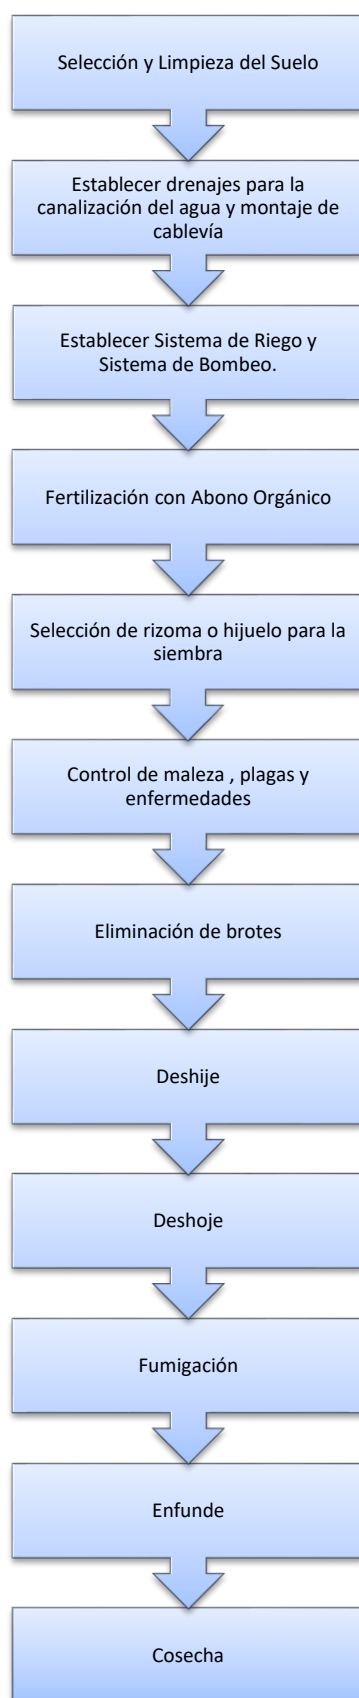 Selección y Limpieza del Suelo
Establecer drenajes para la
canalización del agua y montaje de
cablevía
Establecer Sistema de Riego y
Sistema de Bombeo.
Fertilización con Abono Orgánico
Selección de rizoma o hijuelo para la
siembra
Control de maleza , plagas y
enfermedades
Eliminación de brotes
Deshije
Deshoje
Fumigación
Enfunde
Cosecha